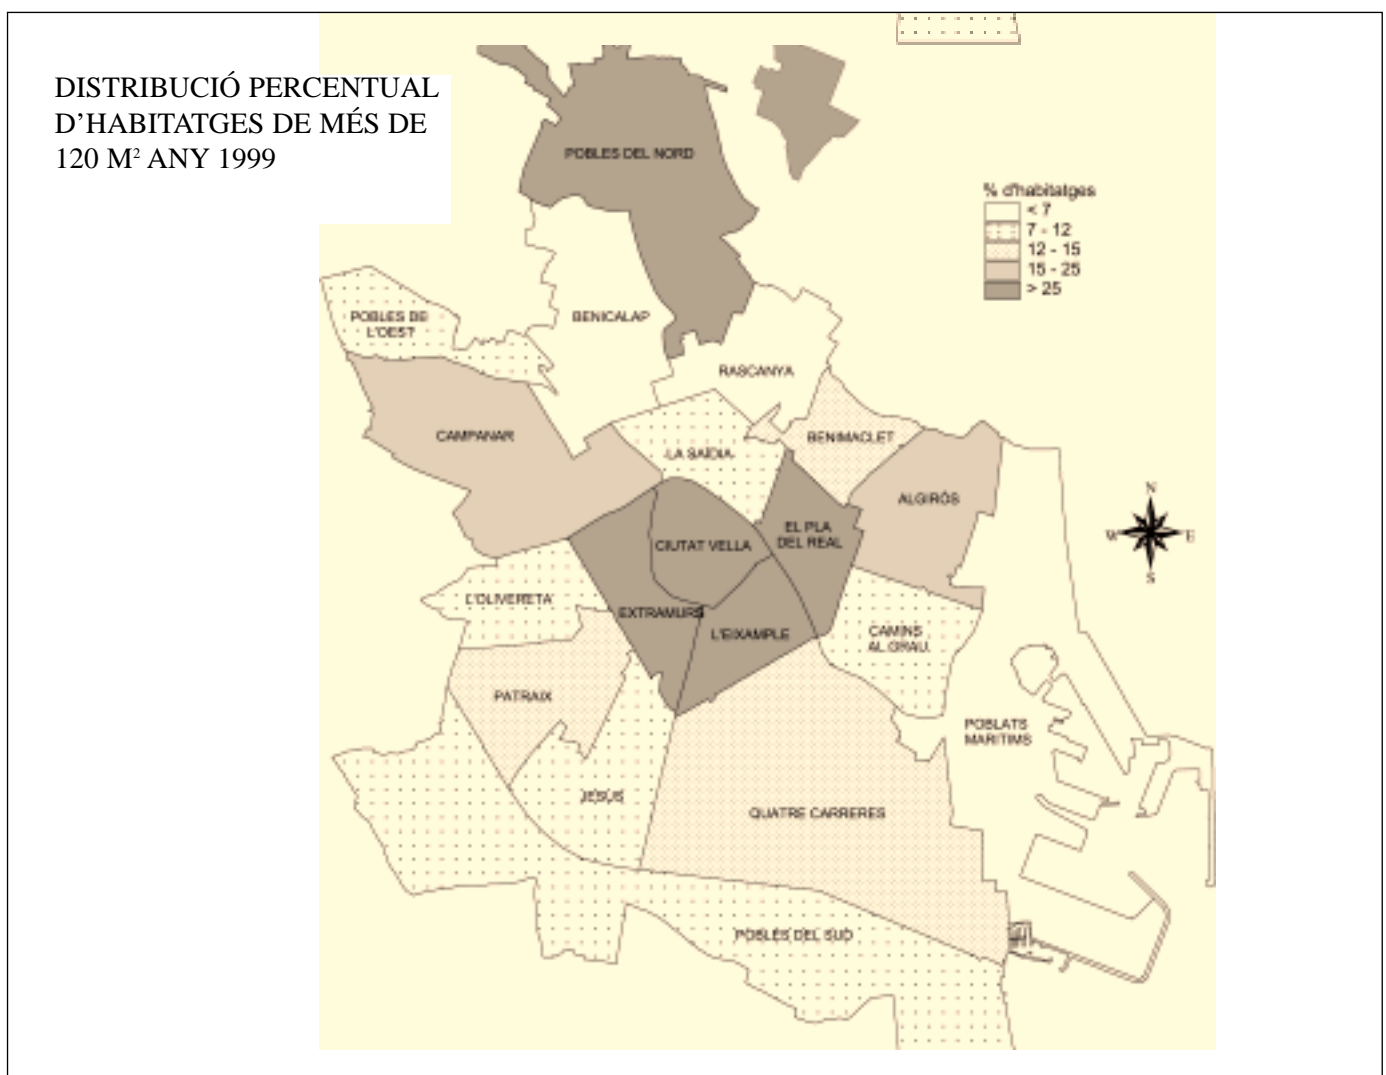 DISTRIBUCIÓ PERCENTUAL
D'HABITATGES DE MÉS DE
120 M² ANY 1999
POBLES DEL NORD
% d'habitatges
< 7
7 - 12
12 - 15
15 - 25
> 25
POBLES DE
L'OEST
BENICALAP
RASCANYA
CAMPANAR
LA SAÏDIA
BENIMACLET
ALGIRÓS
N
W
E
S
CIUTAT VELLA
EL PLA
DEL REAL
L'OLIVERETA
EXTRAMURS
L'EIXAMPLE
CAMINS
AL GRAU
PATRAIX
POBLATS
MARITIMS
JESÚS
QUATRE CARRERES
POBLES DEL SUD